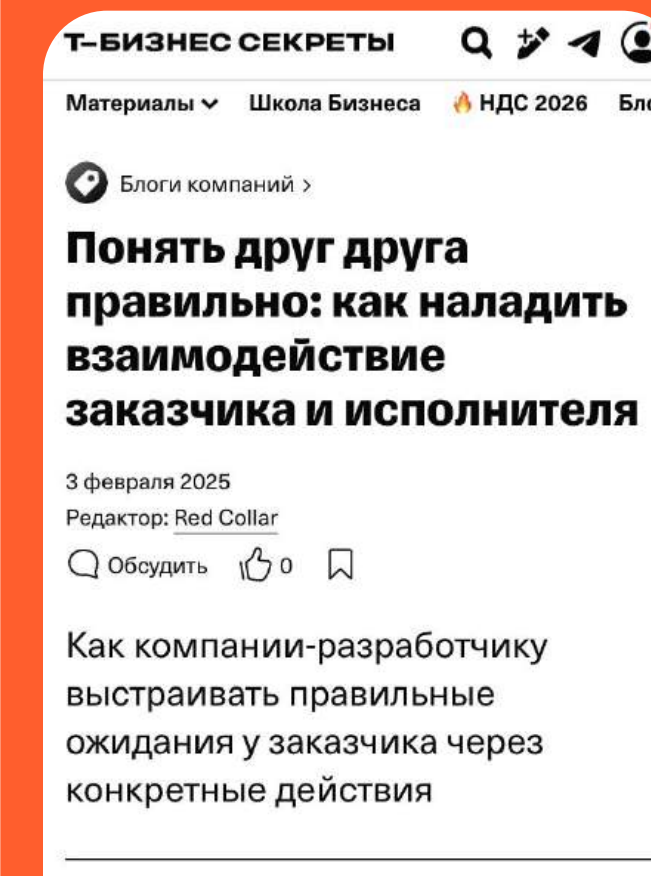 Т—БИЗНЕС СЕКРЕТЫ
Материалы Школа Бизнеса НДС 2026
Блоги компаний
Понять друг друга
правильно: как наладить
взаимодействие
заказчика и исполнителя
3 февраля 2025
Редактор: Red Collar
Обсудить 0
Как компании-разработчику
выстраивать правильные
ожидания у заказчика через
конкретные действия